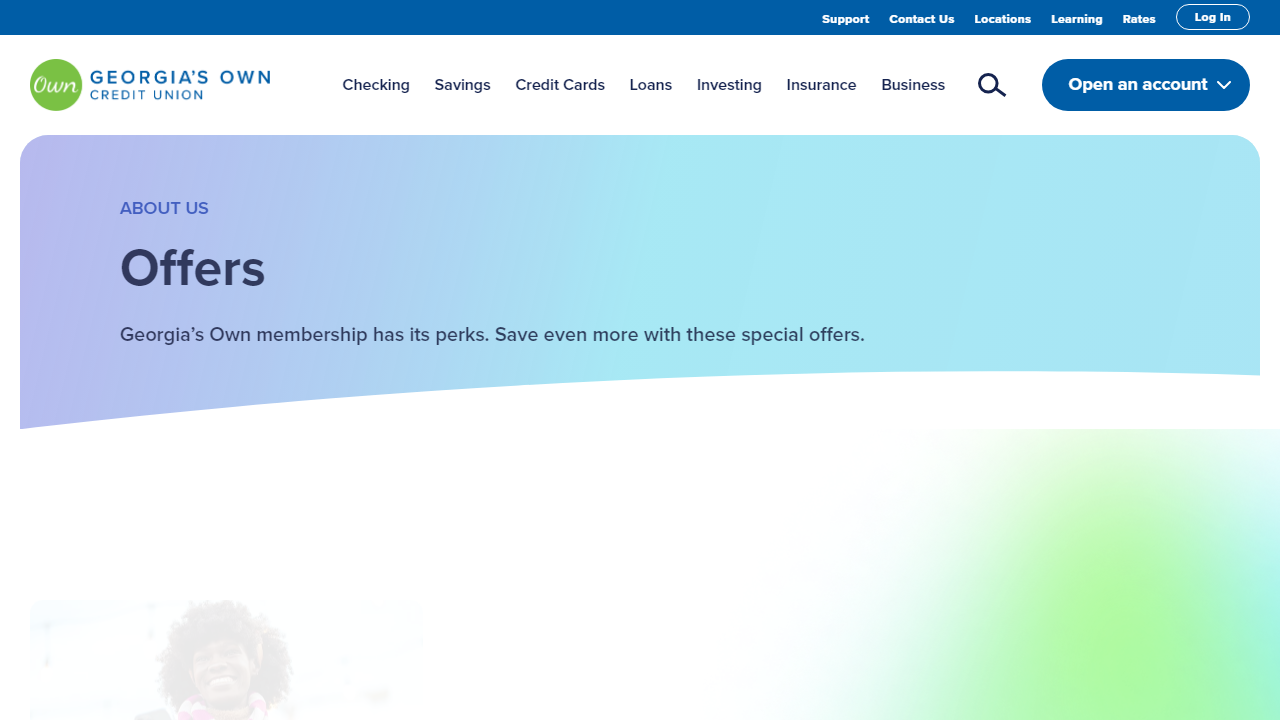 Support Contact Us Locations Learning Rates Log In
Own GEORGIA'S OWN
CREDIT UNION
Checking Savings Credit Cards Loans Investing Insurance Business Open an account
ABOUT US
Offers
Georgia’s Own membership has its perks. Save even more with these special offers.